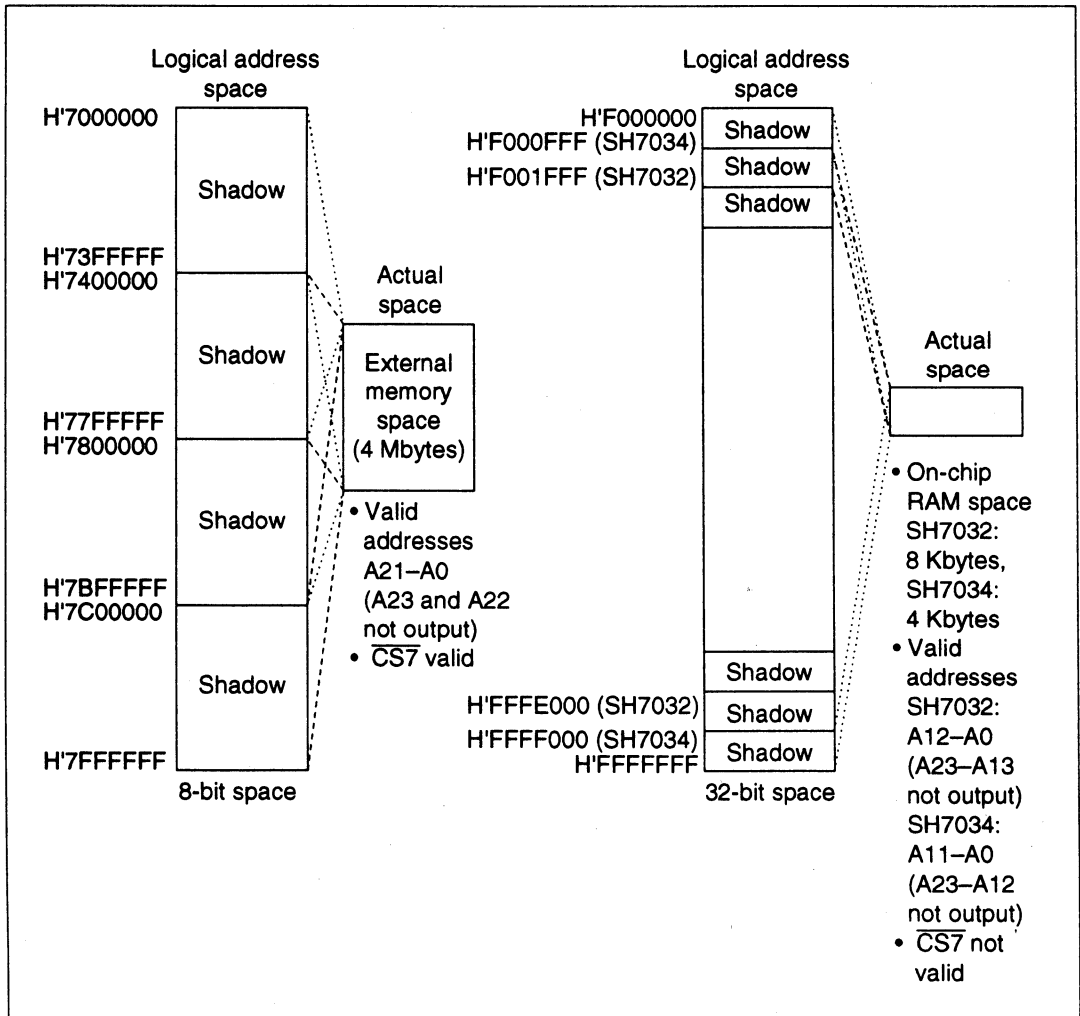 Logical address
space
H'7000000
Shadow
H'73FFFFF
H'7400000
Shadow
H'77FFFFF
H'7800000
Shadow
H'7BFFFFF
H'7C00000
Shadow
H'7FFFFFF
8-bit space
Actual
space
External
memory
space
(4 Mbytes)
• Valid
addresses
A21–A0
(A23 and A22
not output)
• CS7 valid
Logical address
space
H'F000000
Shadow
H'F000FFF (SH7034)
Shadow
H'F001FFF (SH7032)
Shadow
Shadow
H'FFFE000 (SH7032)
Shadow
H'FFFF000 (SH7034)
Shadow
H'FFFFFFF
32-bit space
Actual
space
• On-chip
RAM space
SH7032:
8 Kbytes,
SH7034:
4 Kbytes
• Valid
addresses
SH7032:
A12–A0
(A23–A13
not output)
SH7034:
A11–A0
(A23–A12
not output)
• CS7 not
valid